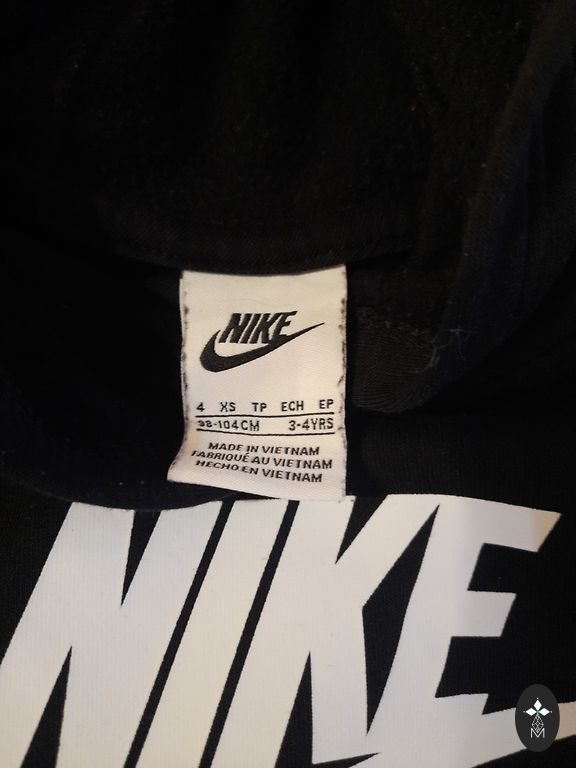 NIKE
4 XS TP ECH EP
98-104CM 3-4YRS
MADE IN VIETNAM
FABRIQUÉ AU VIETNAM
HECHO EN VIETNAM
NIKE
M